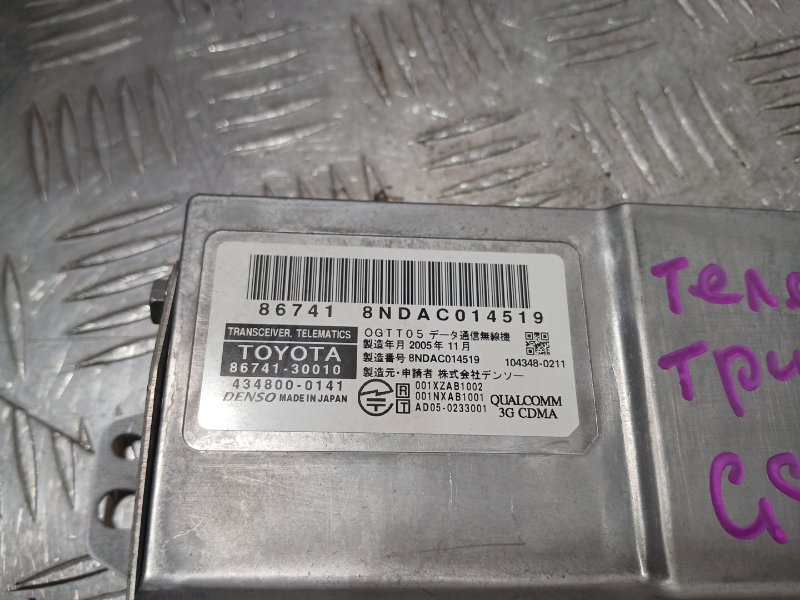 86741 8NDAC014519
TRANSCEIVER, TELEMATICS
TOYOTA
86741-30010
434800-0141
DENSO MADE IN JAPAN
OGTT05 データ通信無線機
製造年月 2005年 11月
製造番号 8NDAC014519
104348-0211
製造元・申請者 株式会社デンソー
R 001XZAB1002
001NXAB1001
T AD05-0233001
QUALCOMM
3G CDMA